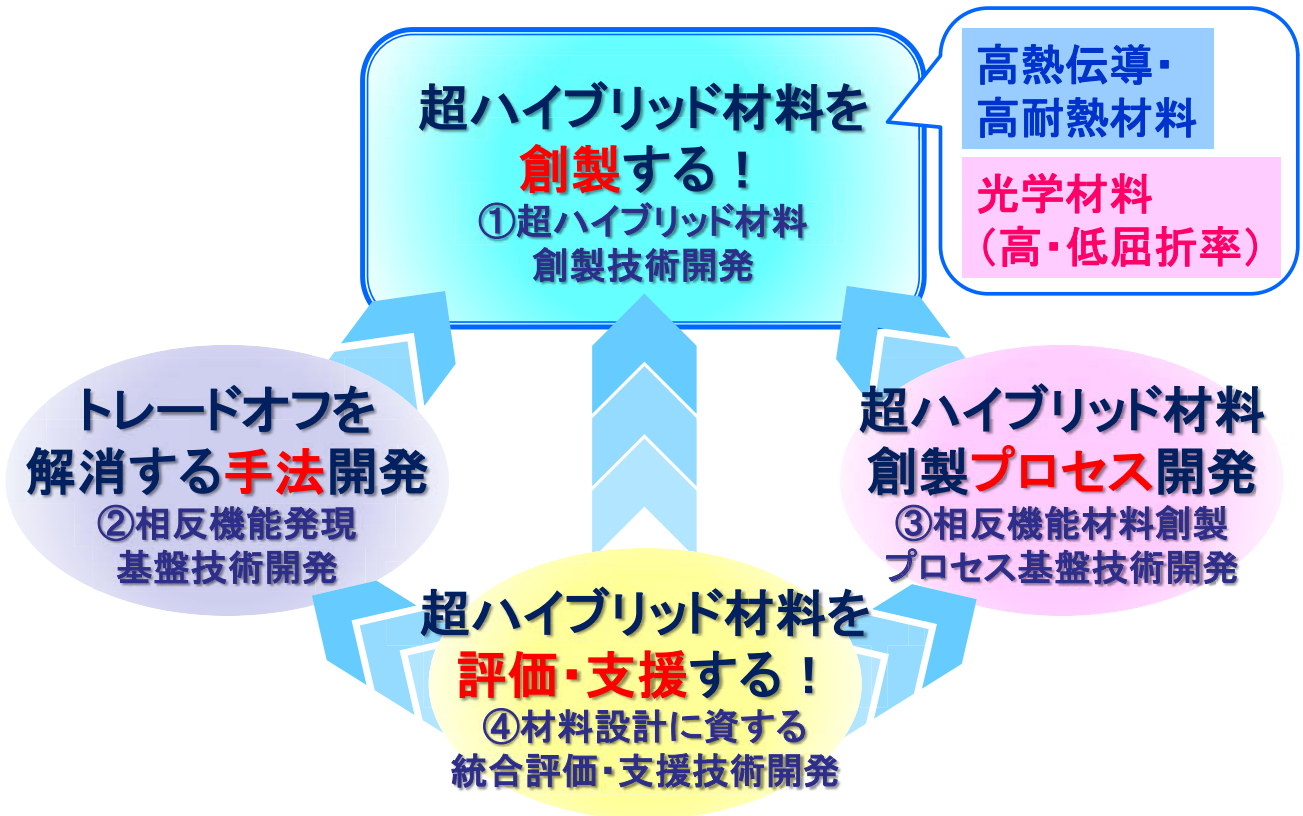 超ハイブリッド材料を
創製する！
①超ハイブリッド材料
創製技術開発
高熱伝導・
高耐熱材料
光学材料
（高・低屈折率）
トレードオフを
解消する手法開発
②相反機能発現
基盤技術開発
超ハイブリッド材料
創製プロセス開発
③相反機能材料創製
プロセス基盤技術開発
超ハイブリッド材料を
評価・支援する！
④材料設計に資する
統合評価・支援技術開発